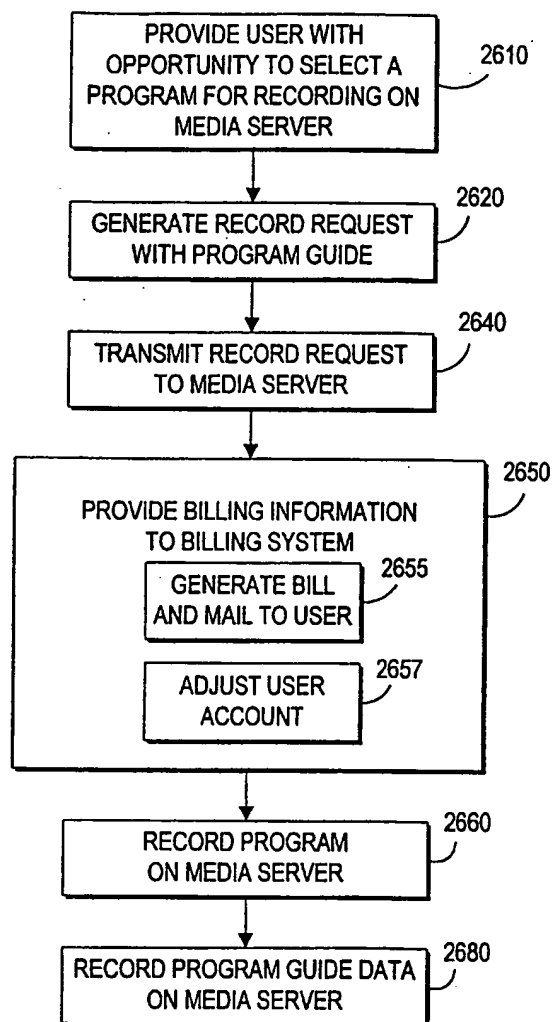 PROVIDE USER WITH
OPPORTUNITY TO SELECT A
PROGRAM FOR RECORDING ON
MEDIA SERVER
2610
GENERATE RECORD REQUEST
WITH PROGRAM GUIDE
2620
TRANSMIT RECORD REQUEST
TO MEDIA SERVER
2640
PROVIDE BILLING INFORMATION
TO BILLING SYSTEM
2650
GENERATE BILL
AND MAIL TO USER
2655
ADJUST USER
ACCOUNT
2657
RECORD PROGRAM
ON MEDIA SERVER
2660
RECORD PROGRAM GUIDE DATA
ON MEDIA SERVER
2680